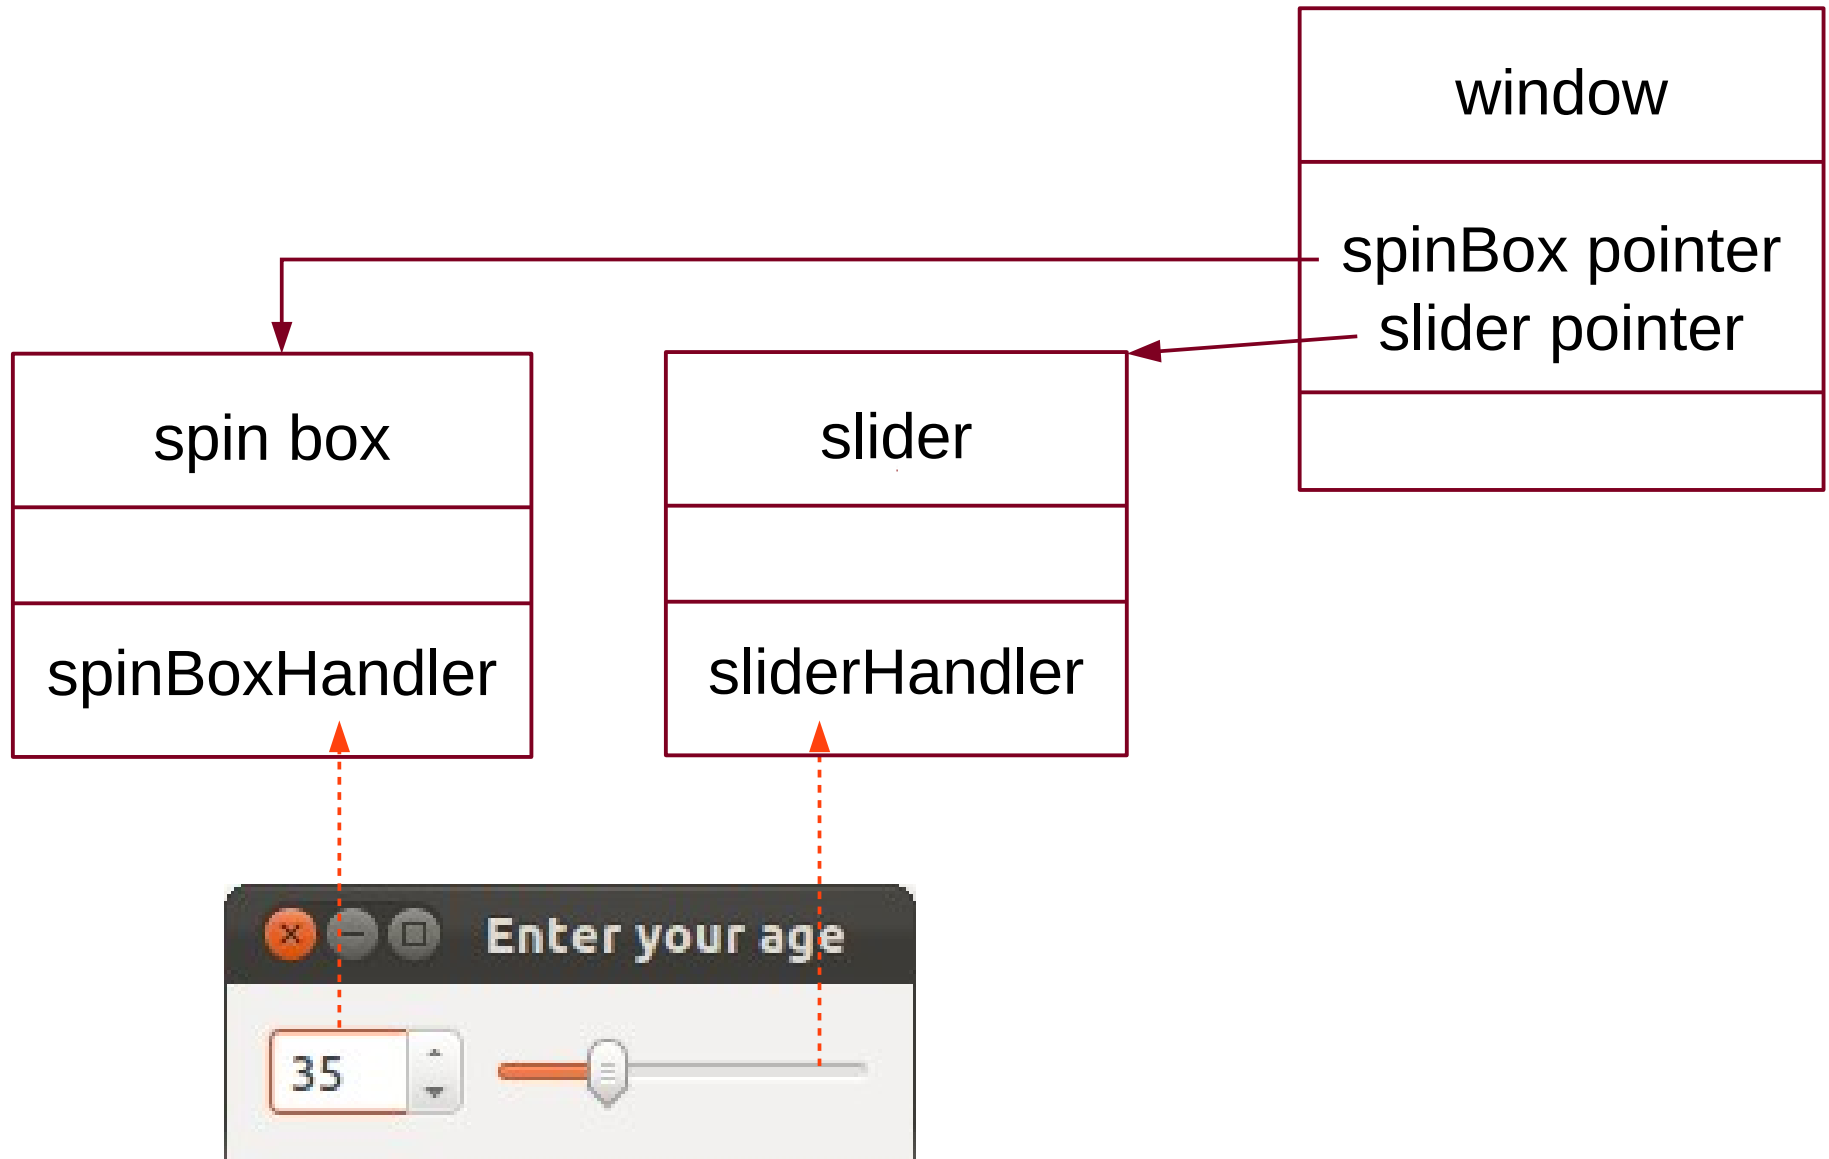 window
spinBox pointer
slider pointer
spin box
slider
spinBoxHandler
sliderHandler
Enter your age
35